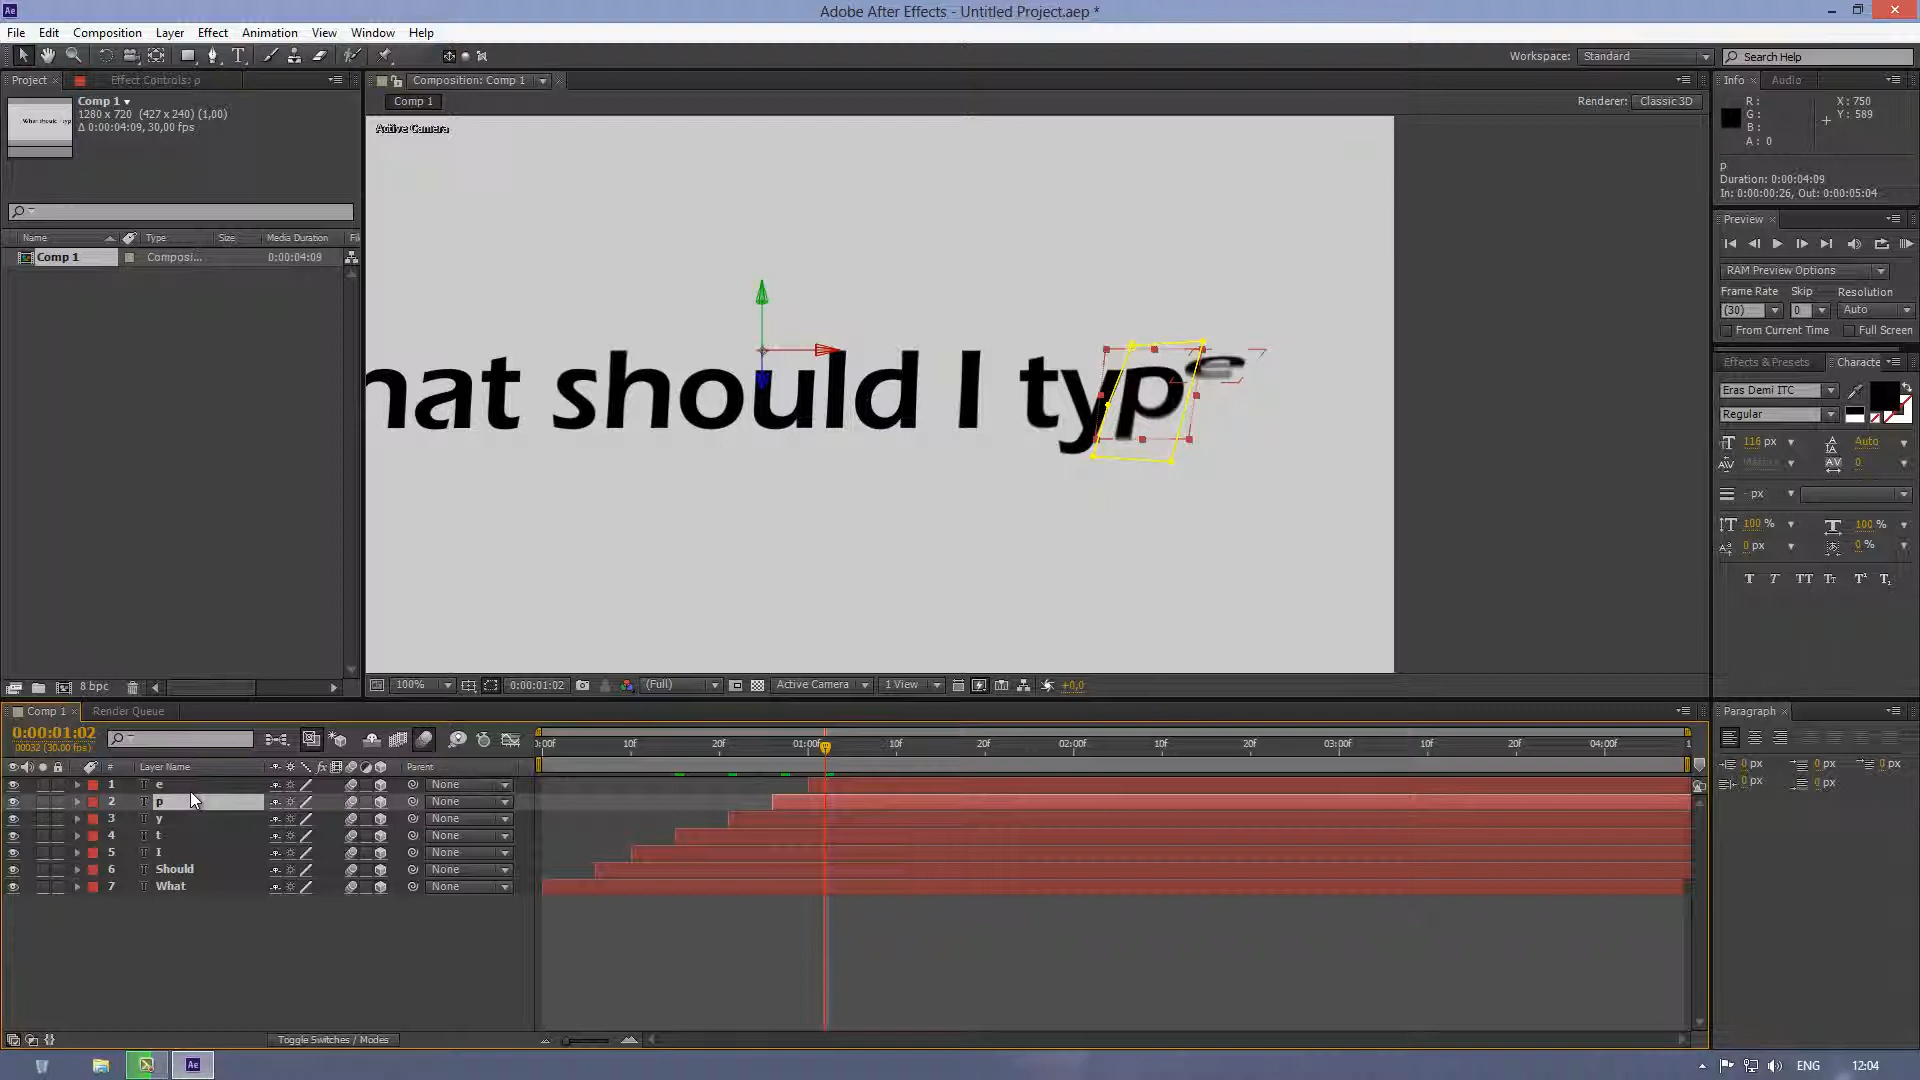 Adobe After Effects - Untitled Project.aep *
File Edit Composition Layer Effect Animation View Window Help
Workspace: Standard Search Help
Project Effect Controls: p
Composition: Comp 1
Info Audio
Comp 1
1280 x 720 (427 x 240) (1,00)
Δ 0:00:04:09, 30,00 fps
Comp 1
Renderer: Classic 3D
Active Camera
R:
G:
B:
A: 0
X: 750
Y: 589
p
Duration: 0:00:04:09
In: 0:00:00:26, Out: 0:00:05:04
Preview
Name Type Size Media Duration
Comp 1 Composi... 0:00:04:09
RAM Preview Options
Frame Rate Skip Resolution
(30) 0 Auto
From Current Time Full Screen
hat should I type
Effects & Presets Characte
Eras Demi ITC
Regular
116 px Auto
Metrics 0
- px
100 % 100 %
0 px 0 %
T T TT Tt T¹ T₁
8 bpc
100% 0:00:01:02 (Full) Active Camera 1 View +0,0
Comp 1 Render Queue
Paragraph
0:00:01:02
00032 (30.00 fps)
:00f 10f 20f 01:00f 10f 20f 02:00f 10f 20f 03:00f 10f 20f 04:00f 1
# Layer Name Parent
1 e None
2 p None
3 y None
4 t None
5 I None
6 Should None
7 What None
0 px 0 px 0 px
0 px 0 px
Toggle Switches / Modes
ENG 12:04